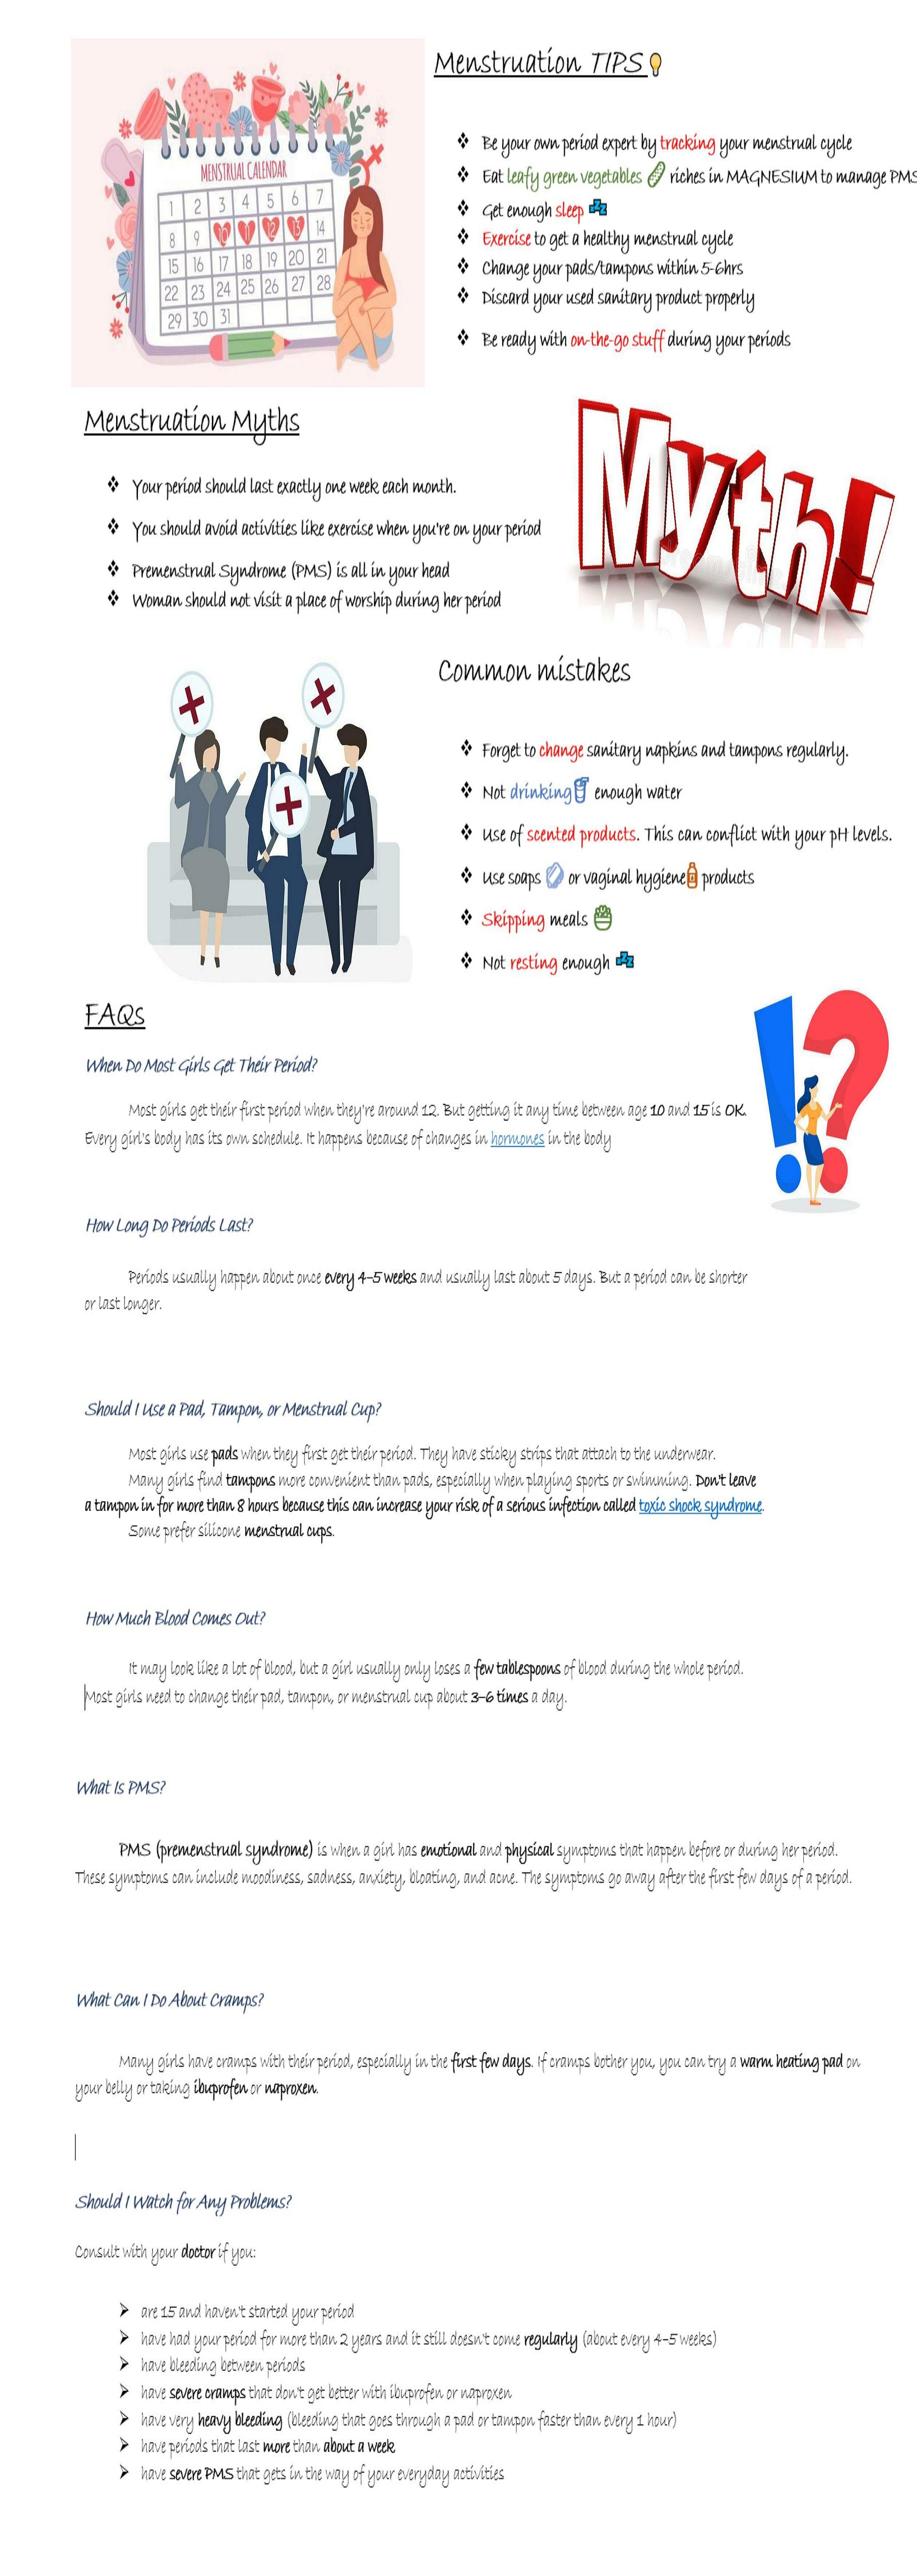 Menstruation TIPS
MENSTRUAL CALENDAR
1 2 3 4 5 6 7
8 9 10 11 12 13 14
15 16 17 18 19 20 21
22 23 24 25 26 27 28
29 30 31
❖ Be your own period expert by tracking your menstrual cycle
❖ Eat leafy green vegetables riches in MAGNESIUM to manage PMS
❖ Get enough sleep
❖ Exercise to get a healthy menstrual cycle
❖ Change your pads/tampons within 5-6hrs
❖ Discard your used sanitary product properly
❖ Be ready with on-the-go stuff during your periods
Menstruation Myths
Myth!
❖ Your period should last exactly one week each month.
❖ You should avoid activities like exercise when you're on your period
❖ Premenstrual Syndrome (PMS) is all in your head
❖ Woman should not visit a place of worship during her period
Common mistakes
❖ Forget to change sanitary napkins and tampons regularly.
❖ Not drinking enough water
❖ Use of scented products. This can conflict with your pH levels.
❖ Use soaps or vaginal hygiene products
❖ Skipping meals
❖ Not resting enough
FAQs
!?
When Do Most Girls Get Their Period?
Most girls get their first period when they're around 12. But getting it any time between age 10 and 15 is OK.
Every girl's body has its own schedule. It happens because of changes in hormones in the body
How Long Do Periods Last?
Periods usually happen about once every 4–5 weeks and usually last about 5 days. But a period can be shorter
or last longer.
Should I Use a Pad, Tampon, or Menstrual Cup?
Most girls use pads when they first get their period. They have sticky strips that attach to the underwear.
Many girls find tampons more convenient than pads, especially when playing sports or swimming. Don't leave
a tampon in for more than 8 hours because this can increase your risk of a serious infection called toxic shock syndrome.
Some prefer silicone menstrual cups.
How Much Blood Comes Out?
It may look like a lot of blood, but a girl usually only loses a few tablespoons of blood during the whole period.
Most girls need to change their pad, tampon, or menstrual cup about 3–6 times a day.
What Is PMS?
PMS (premenstrual syndrome) is when a girl has emotional and physical symptoms that happen before or during her period.
These symptoms can include moodiness, sadness, anxiety, bloating, and acne. The symptoms go away after the first few days of a period.
What Can I Do About Cramps?
Many girls have cramps with their period, especially in the first few days. If cramps bother you, you can try a warm heating pad on
your belly or taking ibuprofen or naproxen.
Should I Watch for Any Problems?
Consult with your doctor if you:
➢ are 15 and haven't started your period
➢ have had your period for more than 2 years and it still doesn't come regularly (about every 4–5 weeks)
➢ have bleeding between periods
➢ have severe cramps that don't get better with ibuprofen or naproxen
➢ have very heavy bleeding (bleeding that goes through a pad or tampon faster than every 1 hour)
➢ have periods that last more than about a week
➢ have severe PMS that gets in the way of your everyday activities